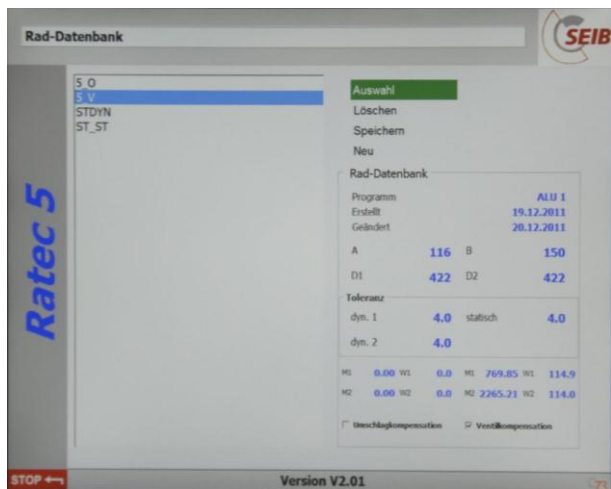 Rad-Datenbank
SEIB
5_O
5_V
STDYN
ST_ST
Auswahl
Löschen
Speichern
Neu
Rad-Datenbank
Programm ALU 1
Erstellt 19.12.2011
Geändert 20.12.2011
A 116 B 150
D1 422 D2 422
Toleranz
dyn. 1 4.0 statisch 4.0
dyn. 2 4.0
M1 0.00 W1 0.0 M1 769.85 W1 114.9
M2 0.00 W2 0.0 M2 2265.21 W2 114.0
Umschlagkompensation Ventilkompensation
Ratec 5
STOP
Version V2.01
73